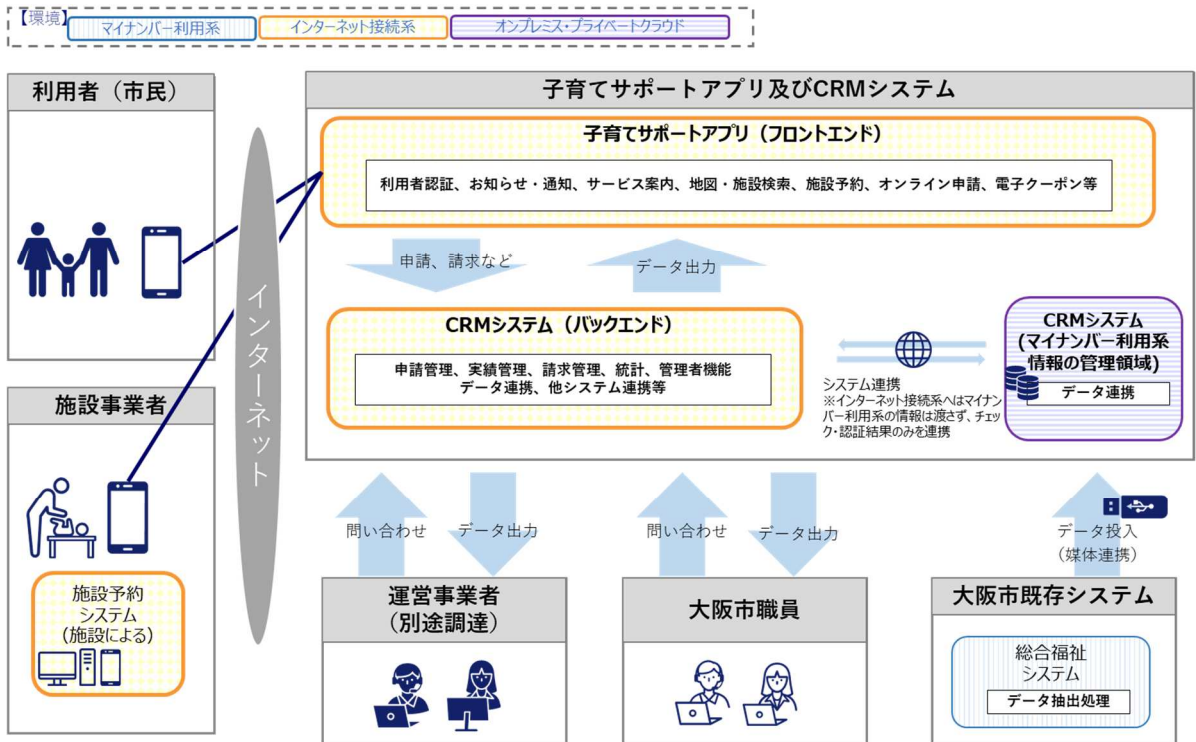 【環境】
マイナンバー利用系
インターネット接続系
オンプレミス・プライベートクラウド
利用者（市民）
子育てサポートアプリ及びCRMシステム
子育てサポートアプリ（フロントエンド）
利用者認証、お知らせ・通知、サービス案内、地図・施設検索、施設予約、オンライン申請、電子クーポン等
申請、請求など
データ出力
インターネット
CRMシステム（バックエンド）
申請管理、実績管理、請求管理、統計、管理者機能
データ連携、他システム連携等
システム連携
※インターネット接続系へはマイナン
バー利用系の情報は渡さず、チェッ
ク・認証結果のみを連携
CRMシステム
(マイナンバー利用系
情報の管理領域)
データ連携
施設事業者
施設予約
システム
(施設による)
問い合わせ
データ出力
問い合わせ
データ出力
データ投入
（媒体連携）
運営事業者
（別途調達）
大阪市職員
大阪市既存システム
総合福祉
システム
データ抽出処理